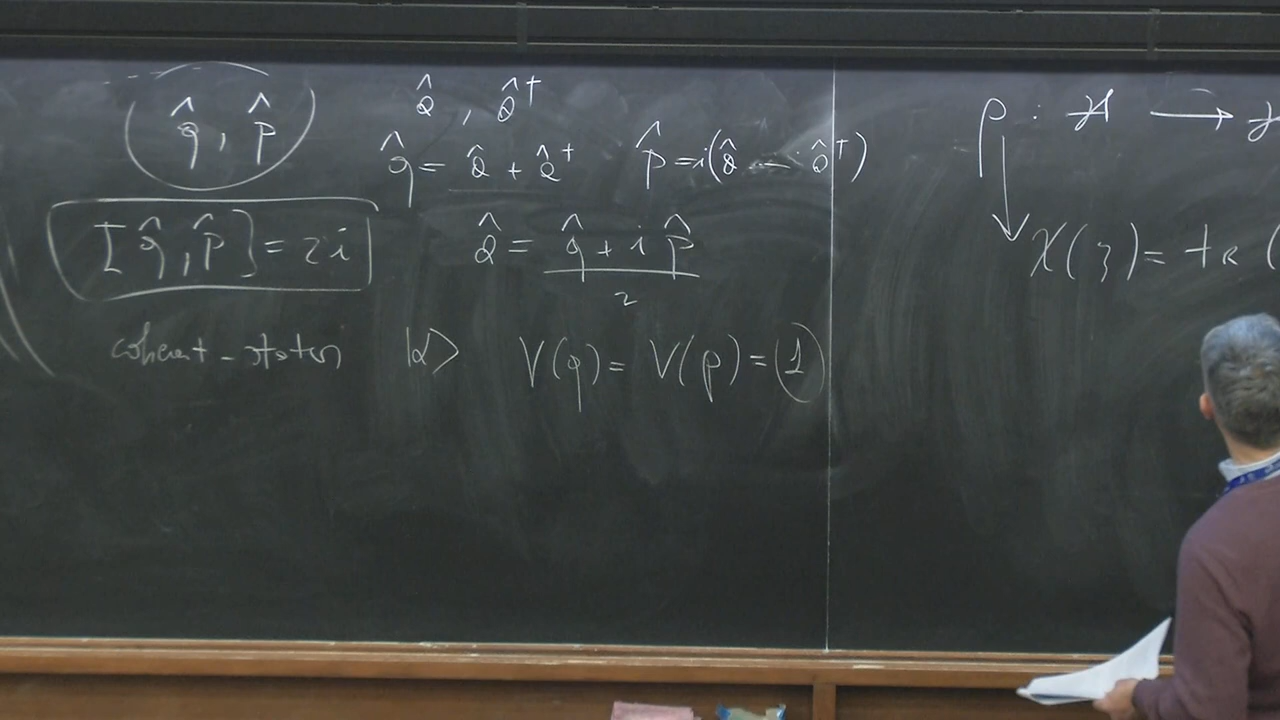 q̂, p̂
â, â†
q̂ = â + â† p̂ = i(â - â†)
[q̂, p̂] = 2i
â = (q̂ + i p̂) / 2
coherent - states |α⟩ V(q) = V(p) = 1
ρ : ℋ →
χ(ξ) = tr (